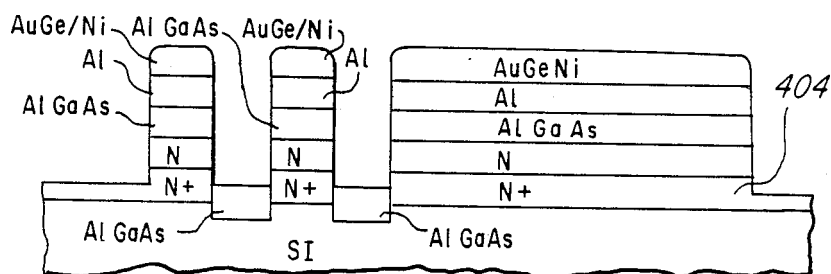 AuGe/Ni Al GaAs AuGe/Ni
Al Al
AuGeNi
Al
404
Al GaAs
Al GaAs
N N N
N+ N+ N+
Al GaAs Al GaAs
SI